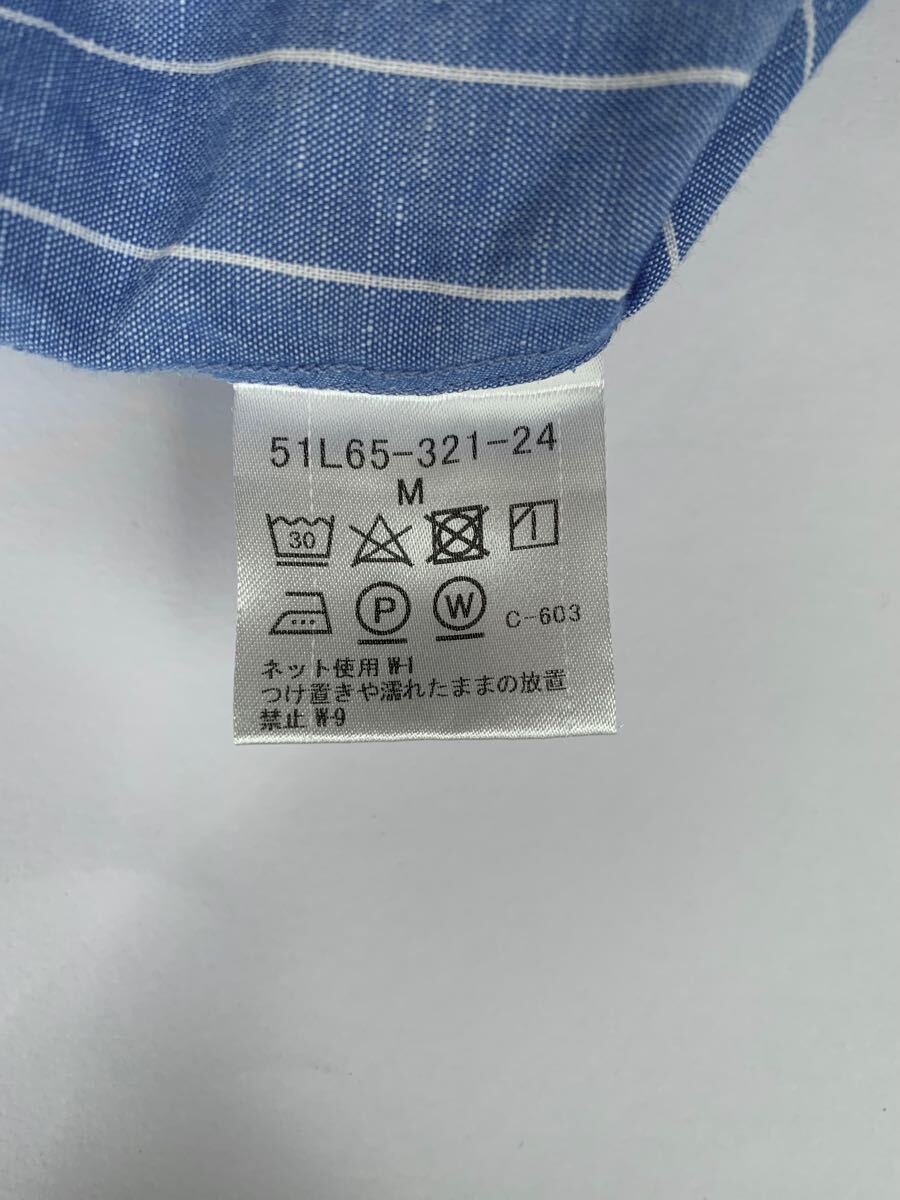 51L65-321-24
M
30
P W C-603
ネット使用 W-1
つけ置きや濡れたままの放置
禁止 W-9